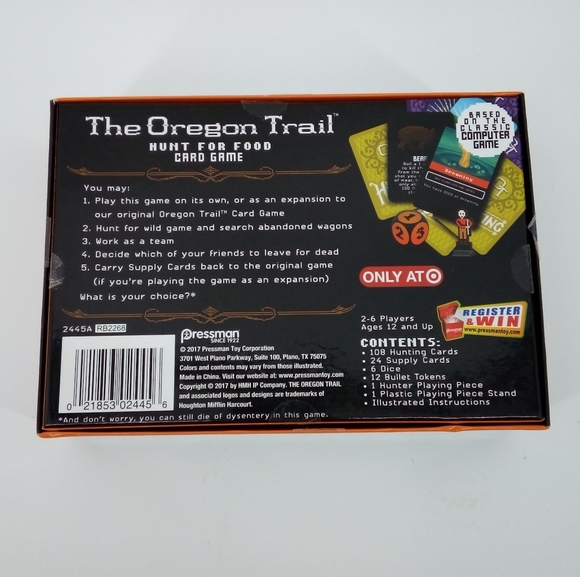 The Oregon Trail™
HUNT FOR FOOD
CARD GAME
BASED
ON THE
CLASSIC
COMPUTER
GAME
You may:
1. Play this game on its own, or as an expansion to
our original Oregon Trail™ Card Game
2. Hunt for wild game and search abandoned wagons
3. Work as a team
4. Decide which of your friends to leave for dead
5. Carry Supply Cards back to the original game
(if you're playing the game as an expansion)
What is your choice?*
BEAR
Drowning
ONLY AT
2-6 Players
Ages 12 and Up
REGISTER
& WIN
www.pressmantoy.com
CONTENTS:
• 108 Hunting Cards
• 24 Supply Cards
• 6 Dice
• 12 Bullet Tokens
• 1 Hunter Playing Piece
• 1 Plastic Playing Piece Stand
• Illustrated Instructions
2445A RB2268
0 21853 02445 6
Pressman
SINCE 1922
© 2017 Pressman Toy Corporation
3701 West Plano Parkway, Suite 100, Plano, TX 75075
Colors and contents may vary from those illustrated.
Made in China. Visit our website at: www.pressmantoy.com
Copyright © 2017 by HMH IP Company. THE OREGON TRAIL
and associated logos and designs are trademarks of
Houghton Mifflin Harcourt.
*And don't worry, you can still die of dysentery in this game.